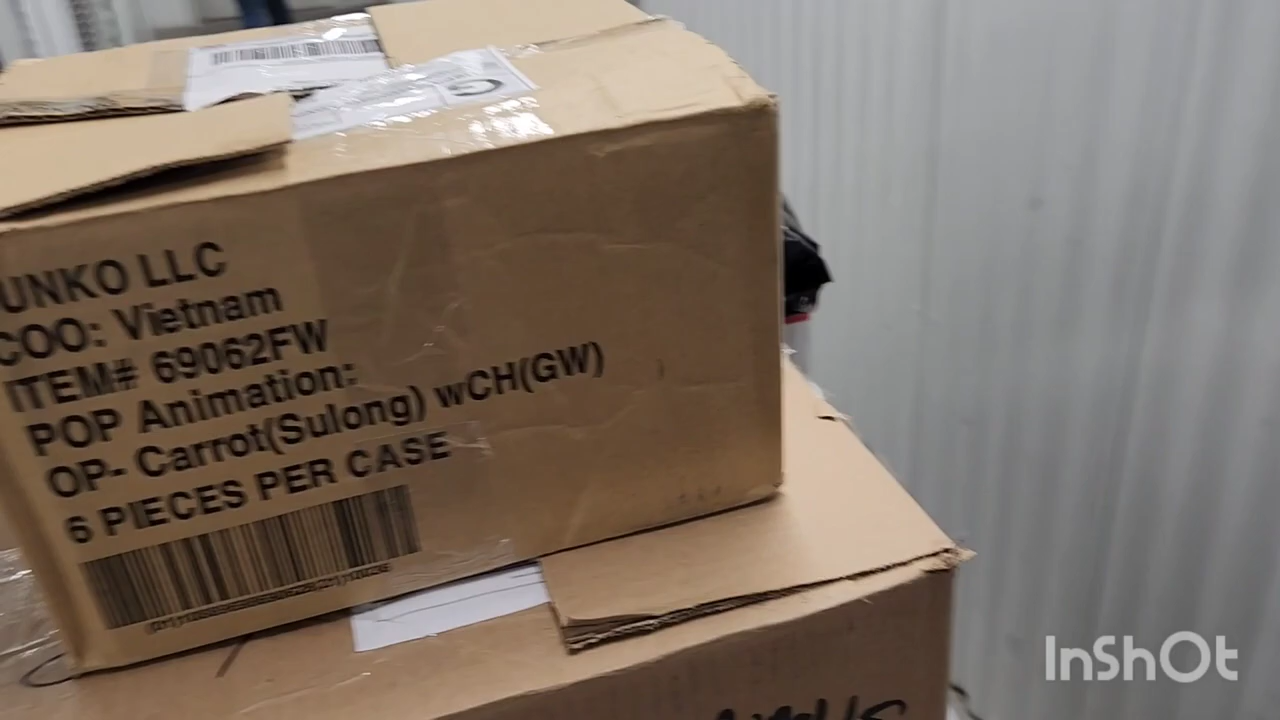 UNKO LLC
COO: Vietnam
ITEM# 69062FW
POP Animation:
OP- Carrot(Sulong) wCH(GW)
6 PIECES PER CASE
InShOt